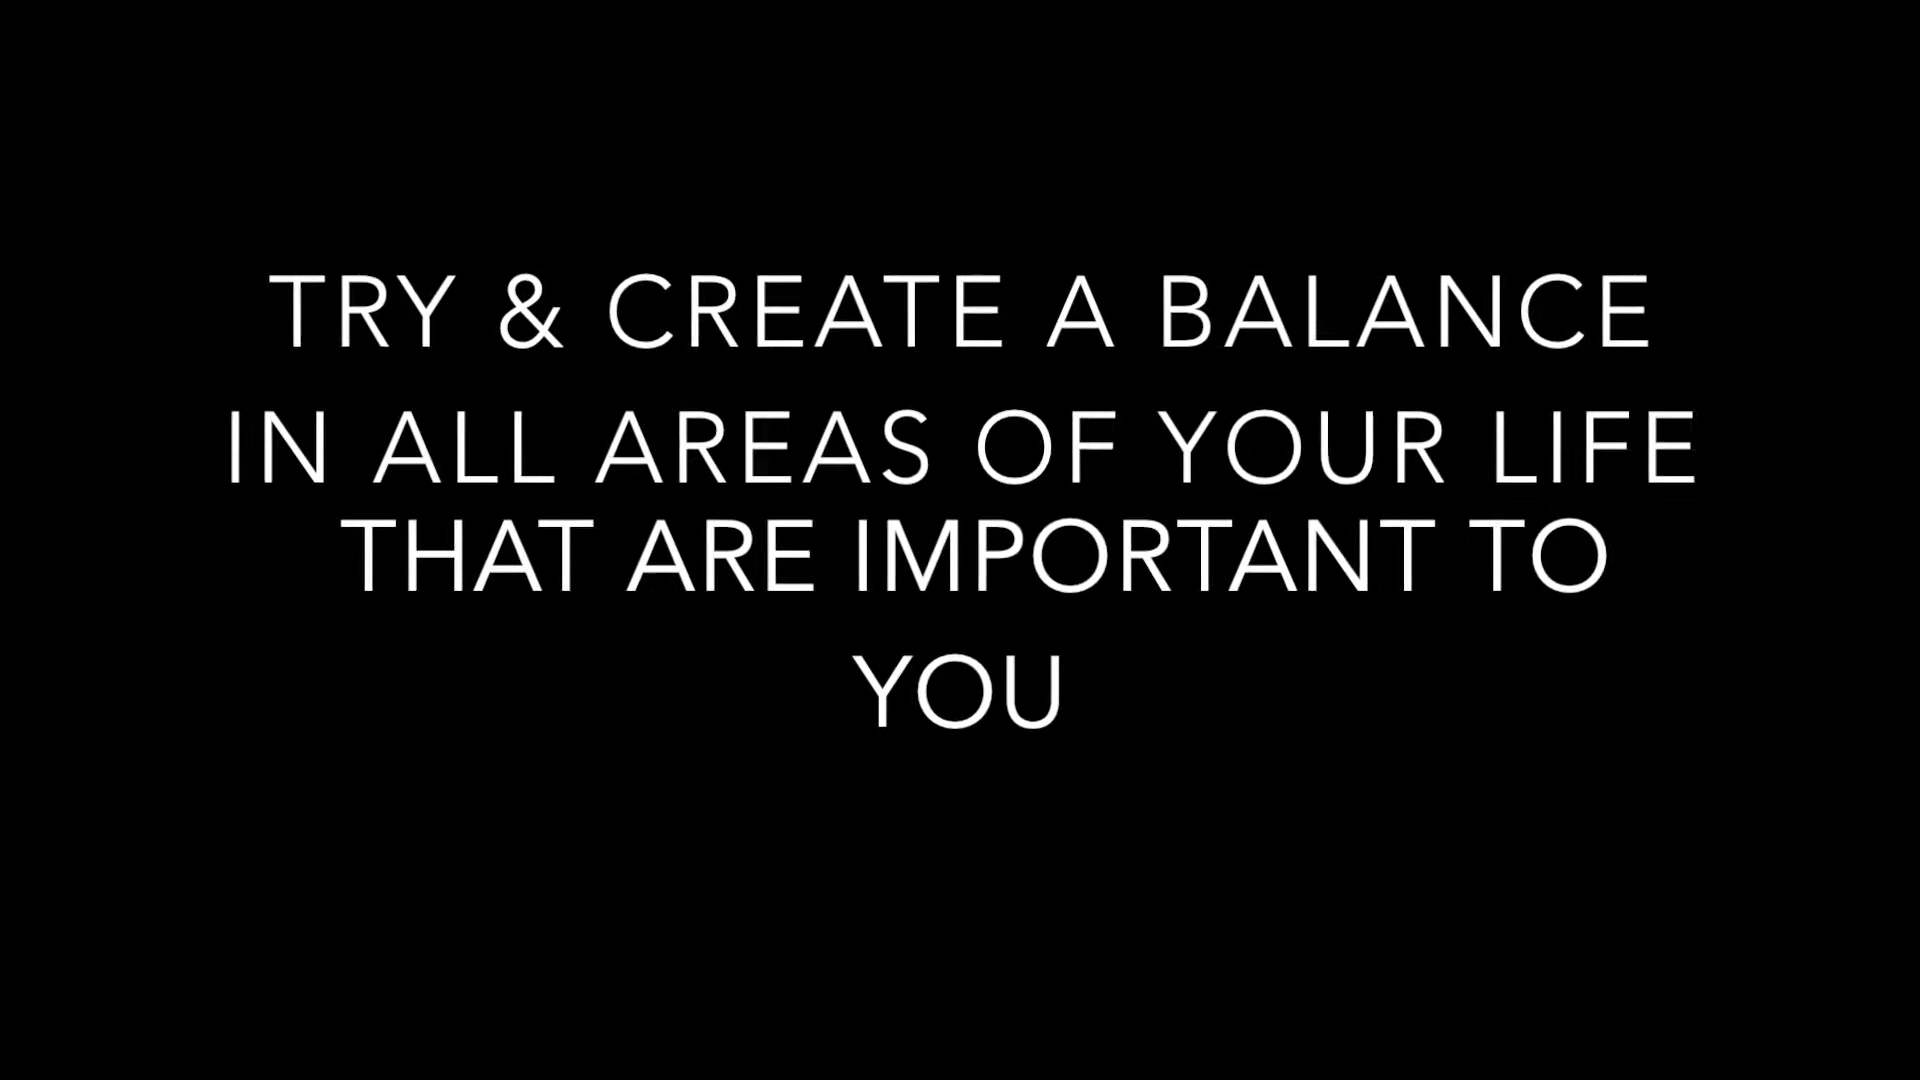 TRY & CREATE A BALANCE
IN ALL AREAS OF YOUR LIFE
THAT ARE IMPORTANT TO
YOU